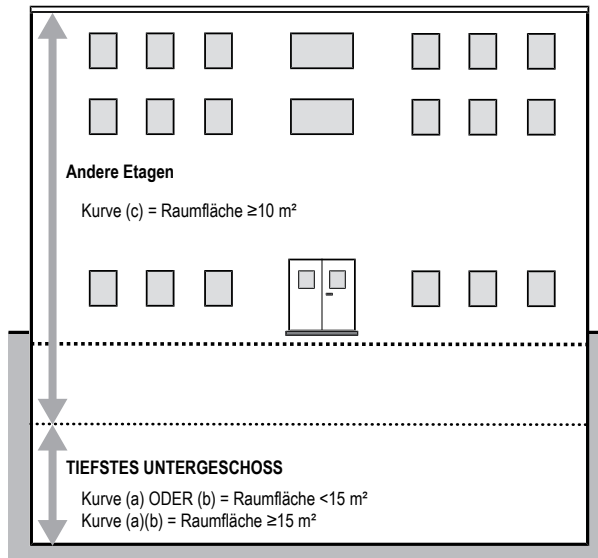 Andere Etagen
Kurve (c) = Raumfläche ≥10 m²
TIEFSTES UNTERGESCHOSS
Kurve (a) ODER (b) = Raumfläche <15 m²
Kurve (a)(b) = Raumfläche ≥15 m²